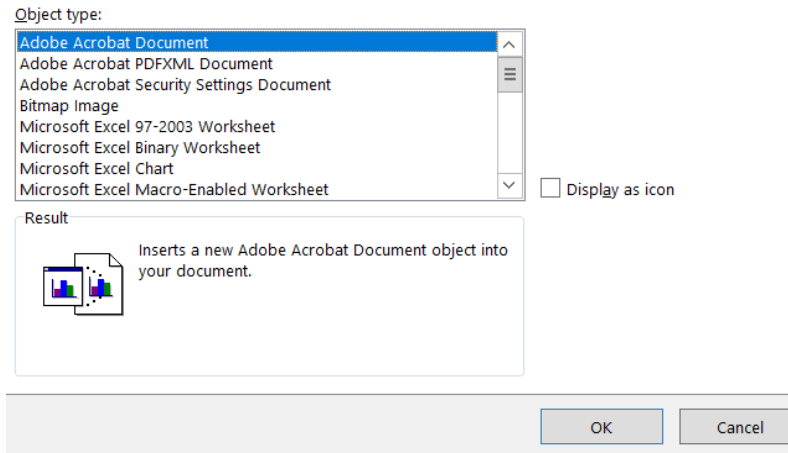 Object type:
Adobe Acrobat Document
Adobe Acrobat PDFXML Document
Adobe Acrobat Security Settings Document
Bitmap Image
Microsoft Excel 97-2003 Worksheet
Microsoft Excel Binary Worksheet
Microsoft Excel Chart
Microsoft Excel Macro-Enabled Worksheet
Display as icon
Result
Inserts a new Adobe Acrobat Document object into
your document.
OK
Cancel